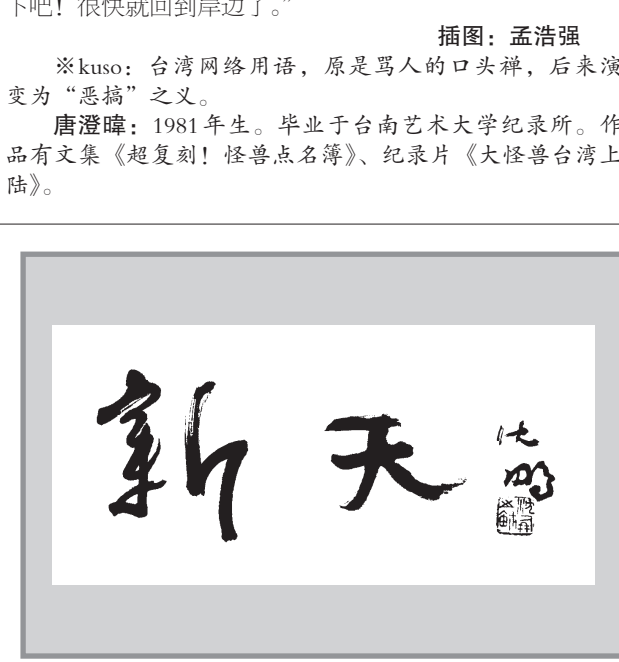 下吧！很快就回到岸边了。”
插图：孟浩强
※kuso：台湾网络用语，原是骂人的口头禅，后来演
变为“恶搞”之义。
唐澄暐：1981年生。毕业于台南艺术大学纪录所。作
品有文集《超复刻！怪兽点名簿》、纪录片《大怪兽台湾上
陆》。
新天
沈鹏